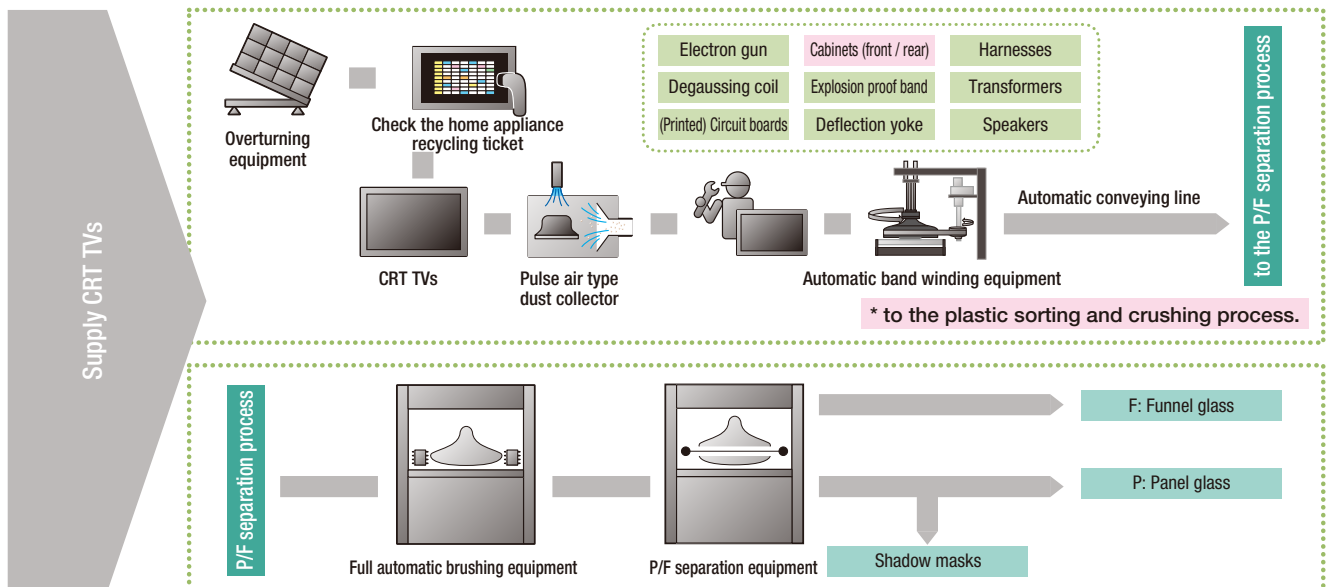 Supply CRT TVs
Overturning
equipment
Check the home appliance
recycling ticket
Electron gun
Cabinets (front / rear)
Harnesses
Degaussing coil
Explosion proof band
Transformers
(Printed) Circuit boards
Deflection yoke
Speakers
CRT TVs
Pulse air type
dust collector
Automatic band winding equipment
Automatic conveying line
to the P/F separation process
* to the plastic sorting and crushing process.
P/F separation process
Full automatic brushing equipment
P/F separation equipment
F: Funnel glass
P: Panel glass
Shadow masks